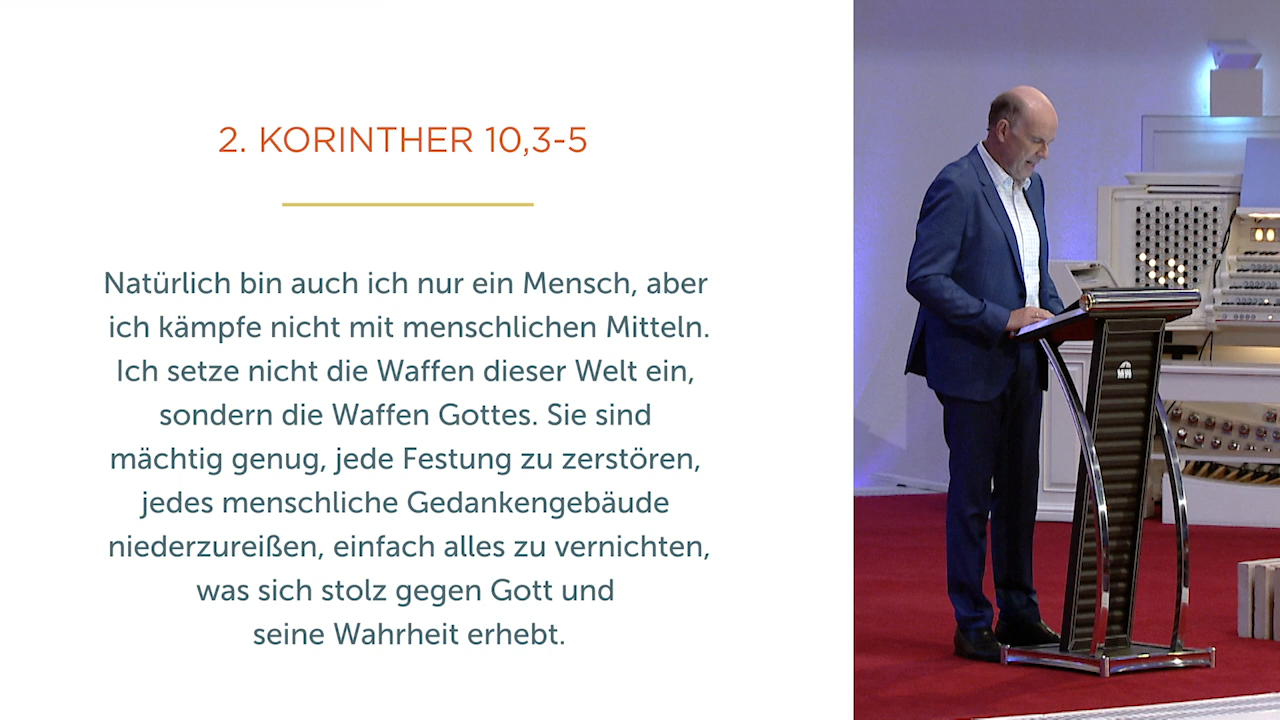 2. KORINTHER 10,3-5
Natürlich bin auch ich nur ein Mensch, aber
ich kämpfe nicht mit menschlichen Mitteln.
Ich setze nicht die Waffen dieser Welt ein,
sondern die Waffen Gottes. Sie sind
mächtig genug, jede Festung zu zerstören,
jedes menschliche Gedankengebäude
niederzureißen, einfach alles zu vernichten,
was sich stolz gegen Gott und
seine Wahrheit erhebt.
MW